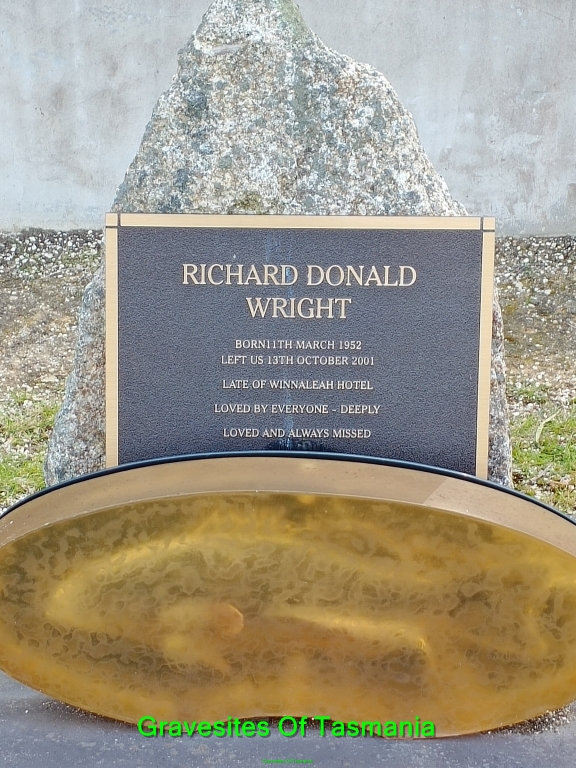 RICHARD DONALD
WRIGHT
BORN11TH MARCH 1952
LEFT US 13TH OCTOBER 2001
LATE OF WINNALEAH HOTEL
LOVED BY EVERYONE - DEEPLY
LOVED AND ALWAYS MISSED
Gravesites Of Tasmania